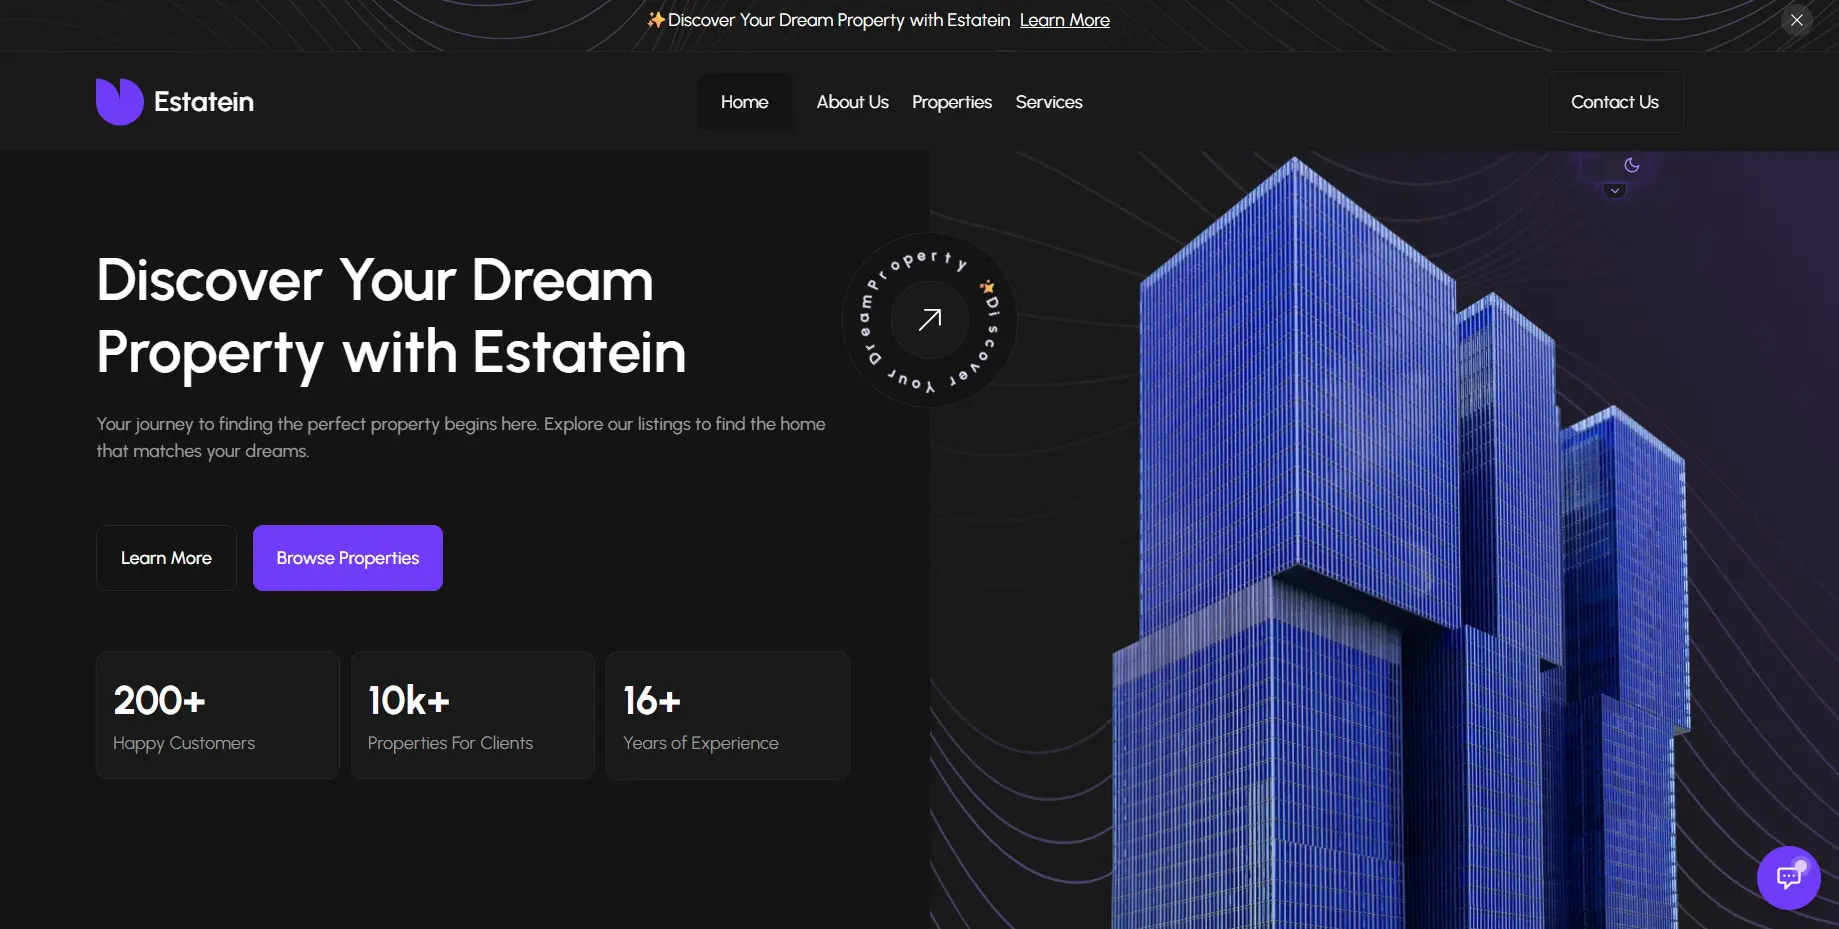 ✨Discover Your Dream Property with Estatein Learn More
Estatein
Home
About Us
Properties
Services
Contact Us
Discover Your Dream
Property with Estatein
Your journey to finding the perfect property begins here. Explore our listings to find the home
that matches your dreams.
✨Discover Your DreamProperty
Learn More
Browse Properties
200+
Happy Customers
10k+
Properties For Clients
16+
Years of Experience